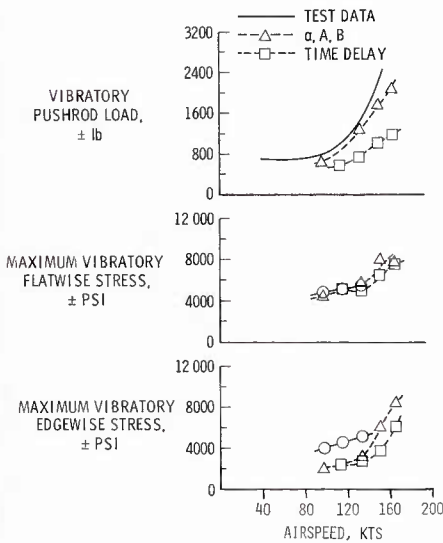 TEST DATA
α, A, B
TIME DELAY
VIBRATORY
PUSHROD LOAD,
± lb
3200
2400
1600
800
0
MAXIMUM VIBRATORY
FLATWISE STRESS,
± PSI
12 000
8000
4000
0
MAXIMUM VIBRATORY
EDGEWISE STRESS,
± PSI
12 000
8000
4000
0
40 80 120 160 200
AIRSPEED, KTS